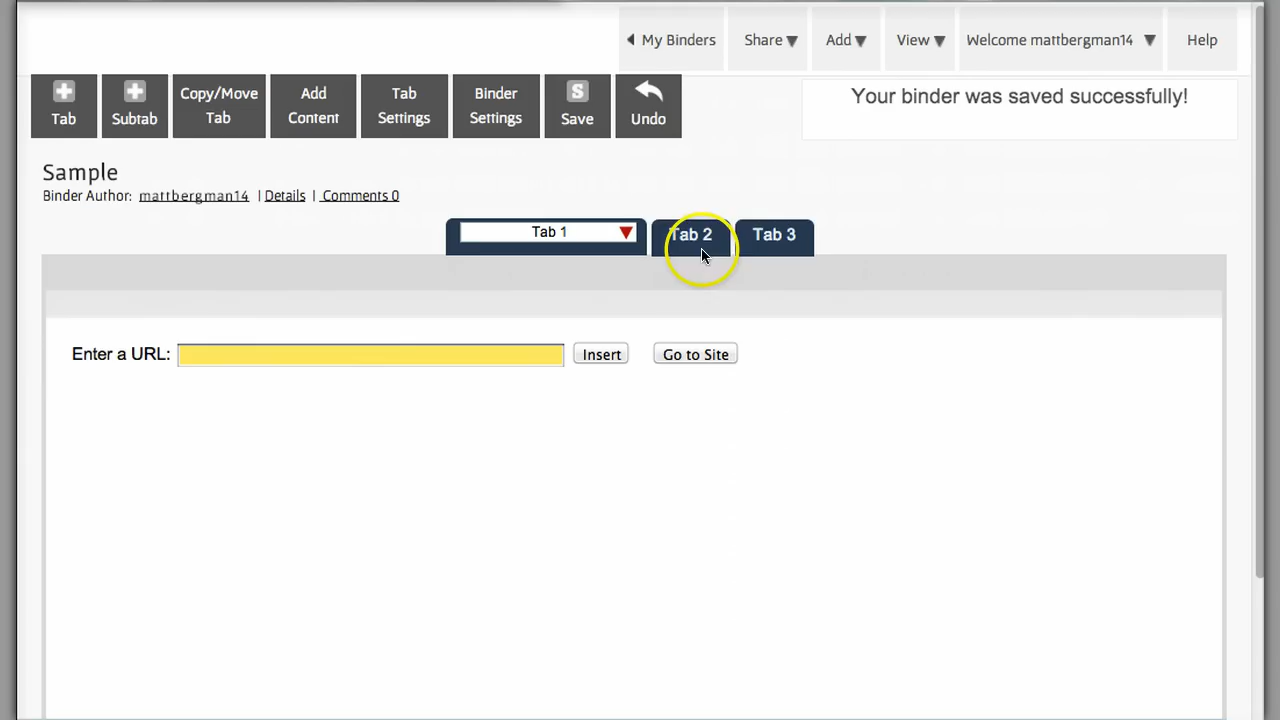 My Binders Share Add View Welcome mattbergman14 Help
Tab
Subtab
Copy/Move
Tab
Add
Content
Tab
Settings
Binder
Settings
S
Save
Undo
Your binder was saved successfully!
Sample
Binder Author: mattbergman14 | Details | Comments 0
Tab 1 Tab 2 Tab 3
Enter a URL: Insert Go to Site